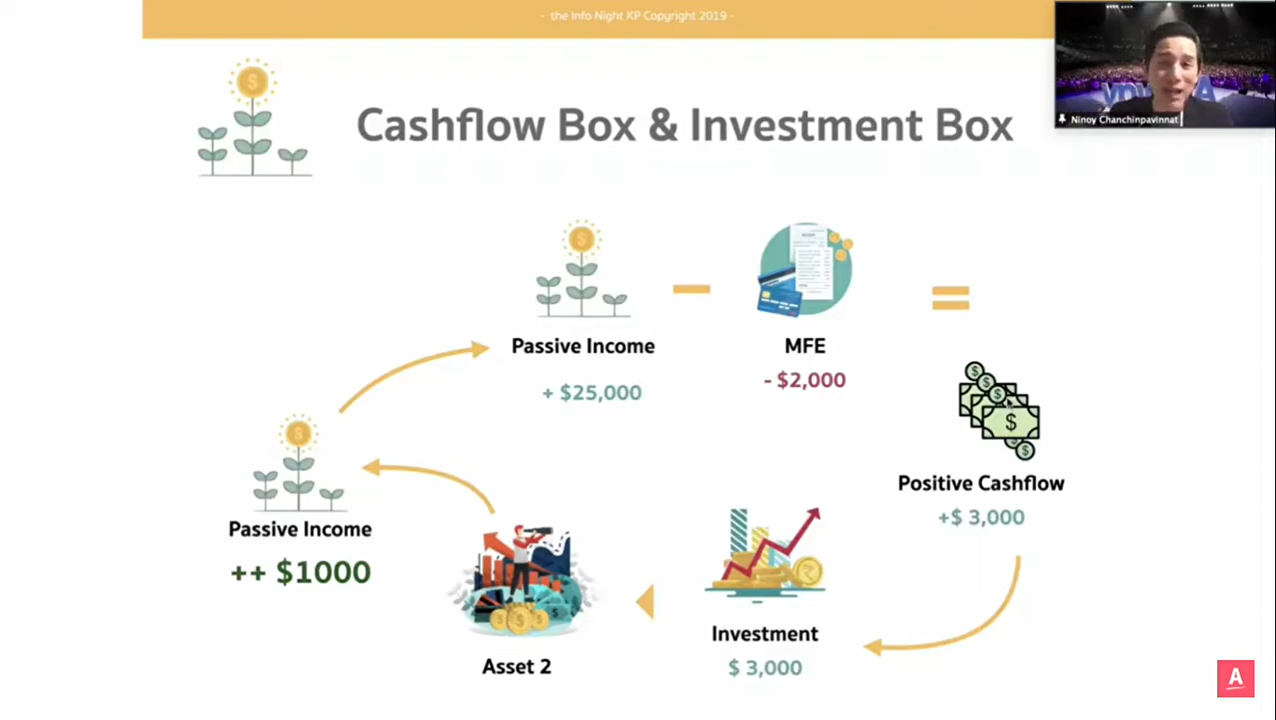 - the Info Night KP Copyright 2019 -
Cashflow Box & Investment Box
Ninoy Chanchinpavinnat
Passive Income
+ $25,000
MFE
- $2,000
Positive Cashflow
+$ 3,000
Passive Income
++ $1000
Asset 2
Investment
$ 3,000
A